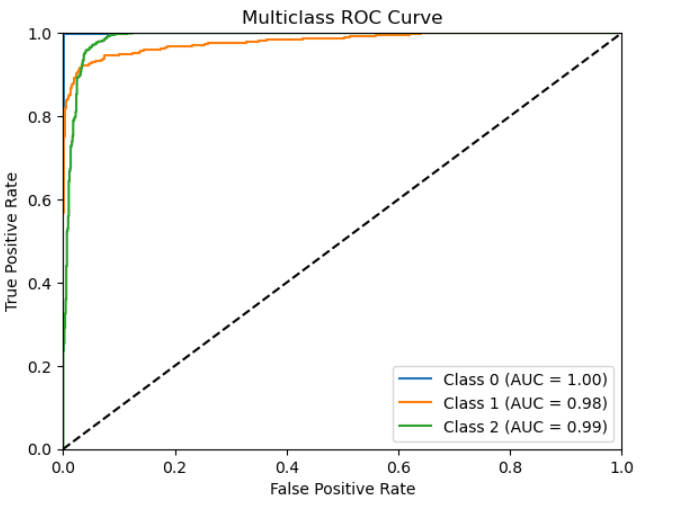 Multiclass ROC Curve
1.0
0.8
0.6
0.4
0.2
0.0
True Positive Rate
Class 0 (AUC = 1.00)
Class 1 (AUC = 0.98)
Class 2 (AUC = 0.99)
0.0 0.2 0.4 0.6 0.8 1.0
False Positive Rate